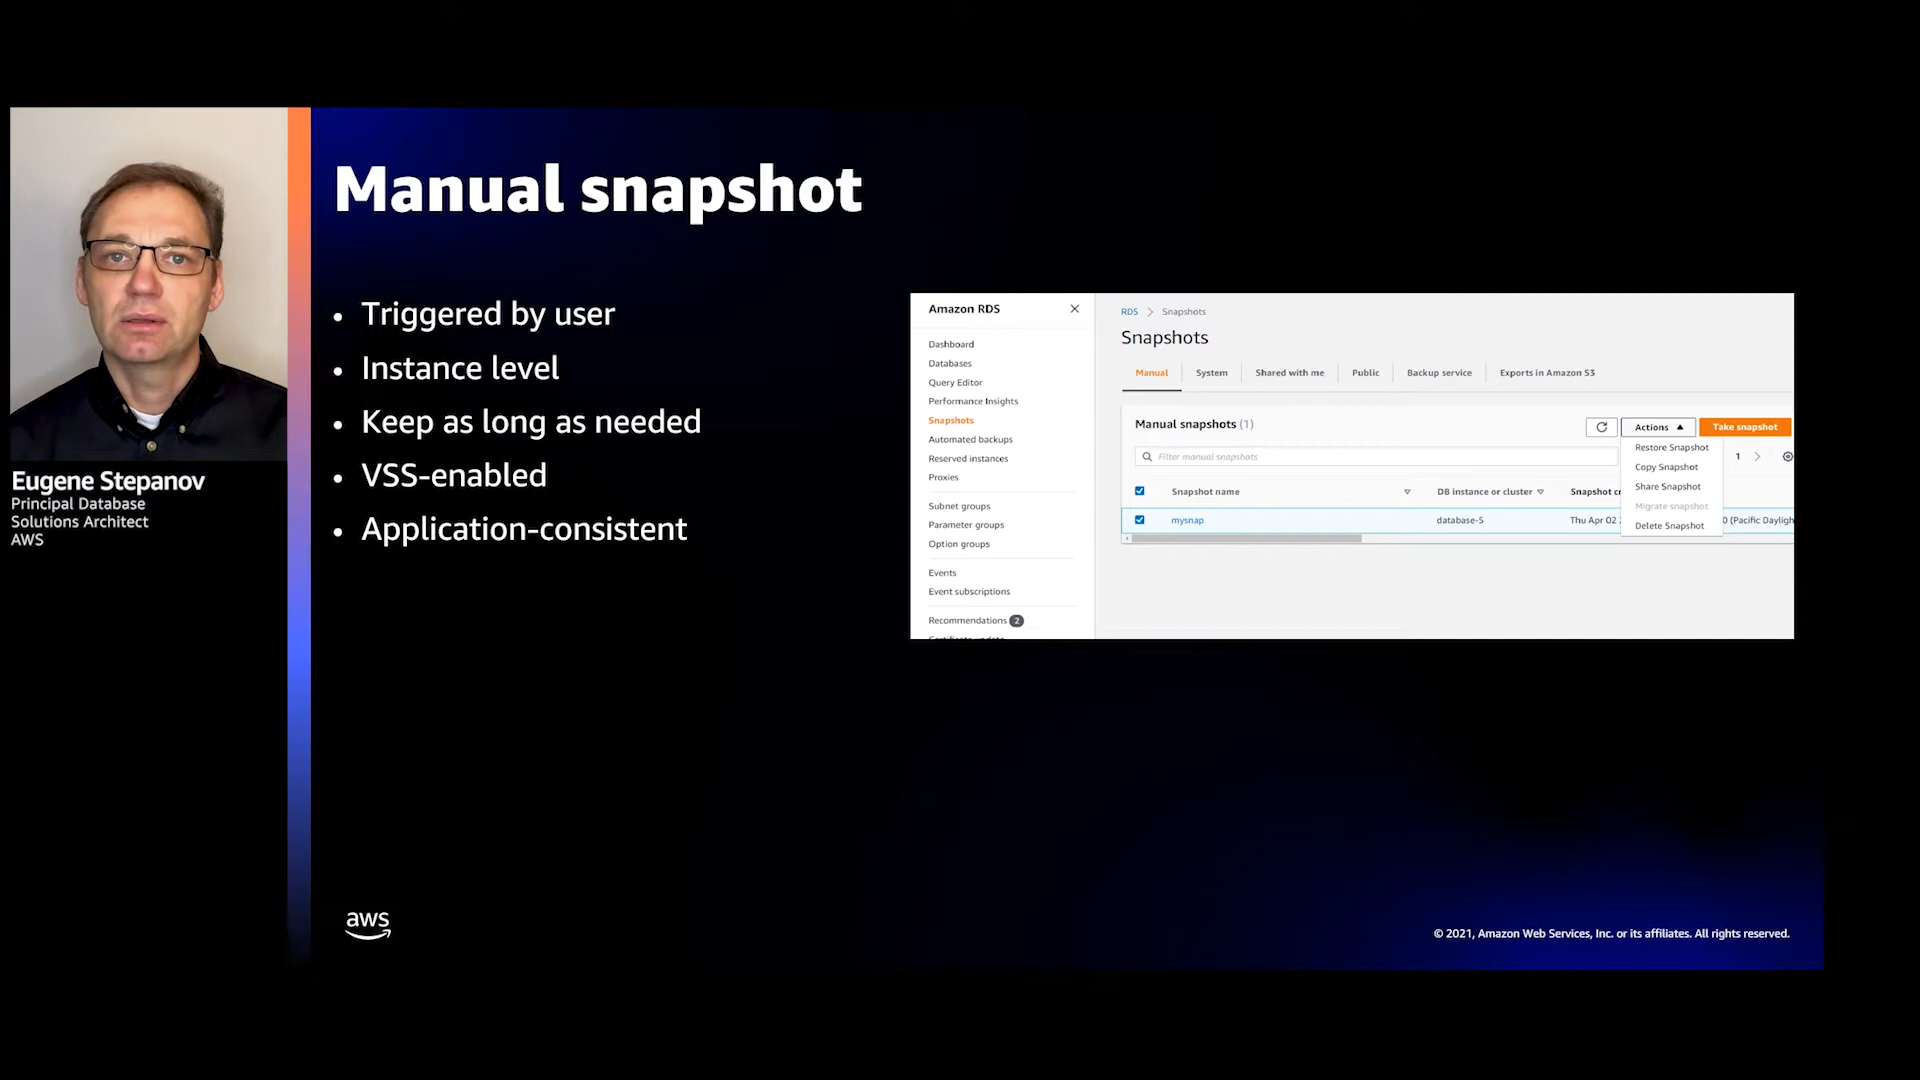 Manual snapshot
• Triggered by user
• Instance level
• Keep as long as needed
• VSS-enabled
• Application-consistent
Eugene Stepanov
Principal Database
Solutions Architect
AWS
Amazon RDS
Dashboard
Databases
Query Editor
Performance Insights
Snapshots
Automated backups
Reserved instances
Proxies
Subnet groups
Parameter groups
Option groups
Events
Event subscriptions
Recommendations 2
Certificate update
RDS > Snapshots
Snapshots
Manual System Shared with me Public Backup service Exports in Amazon S3
Manual snapshots (1) Actions Take snapshot
Filter manual snapshots 1
Restore Snapshot
Copy Snapshot
Share Snapshot
Migrate snapshot
Delete Snapshot
Snapshot name DB instance or cluster Snapshot cr
mysnap database-5 Thu Apr 02 0 (Pacific Dayligh
aws
© 2021, Amazon Web Services, Inc. or its affiliates. All rights reserved.